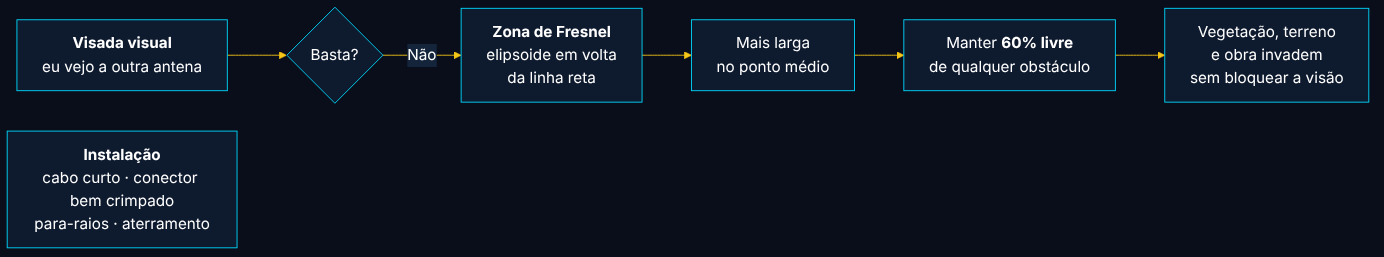 Visada visual
eu vejo a outra antena
Basta?
Não
Zona de Fresnel
elipsoide em volta
da linha reta
Mais larga
no ponto médio
Manter 60% livre
de qualquer obstáculo
Vegetação, terreno
e obra invadem
sem bloquear a visão
Instalação
cabo curto · conector
bem crimpado
para-raios · aterramento